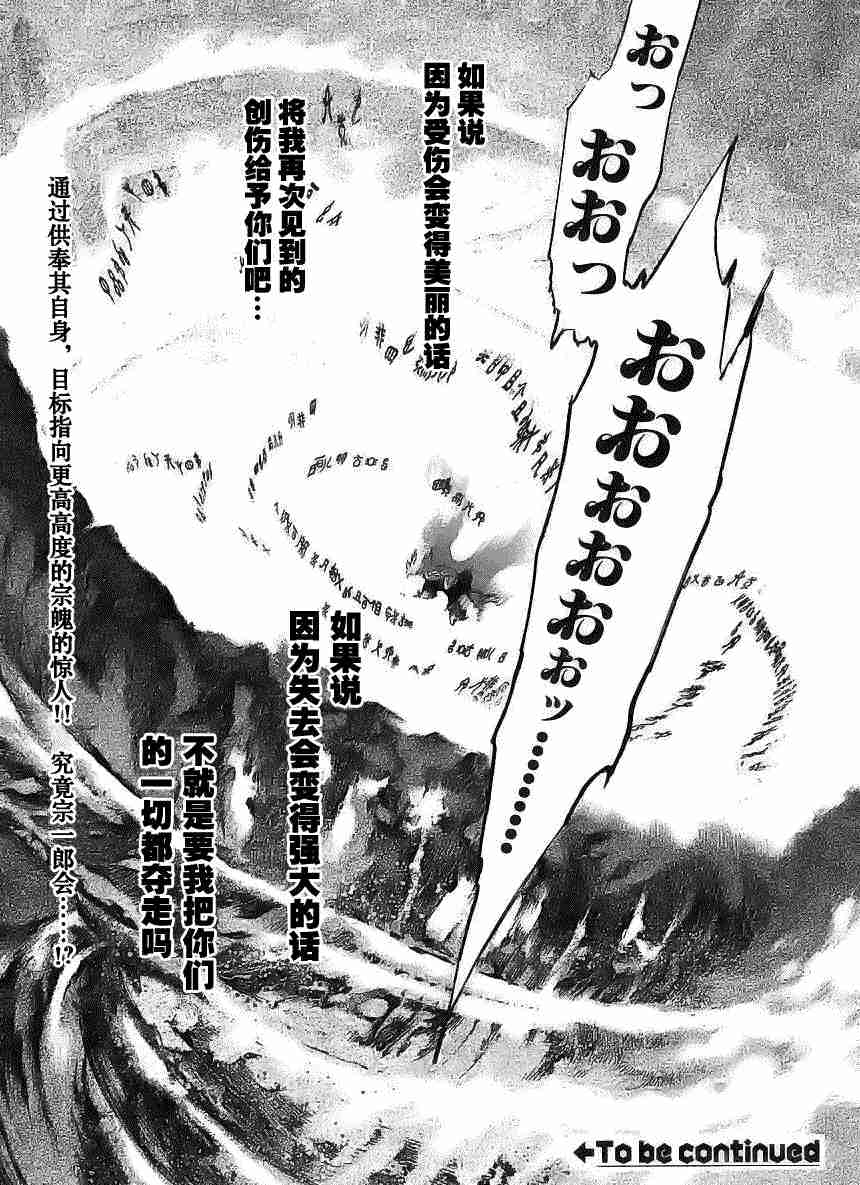 おっ
おおっ
おおぉぉおぉッ………
如果说
因为受伤会变得美丽的话
将我再次见到的
创伤给予你们吧…
如果说
因为失去会变得强大的话
不就是要我把你们
的一切都夺走吗
通过供奉其自身，目标指向更高高度的宗魄的惊人!! 究竟宗一郎会……!?
←To be continued